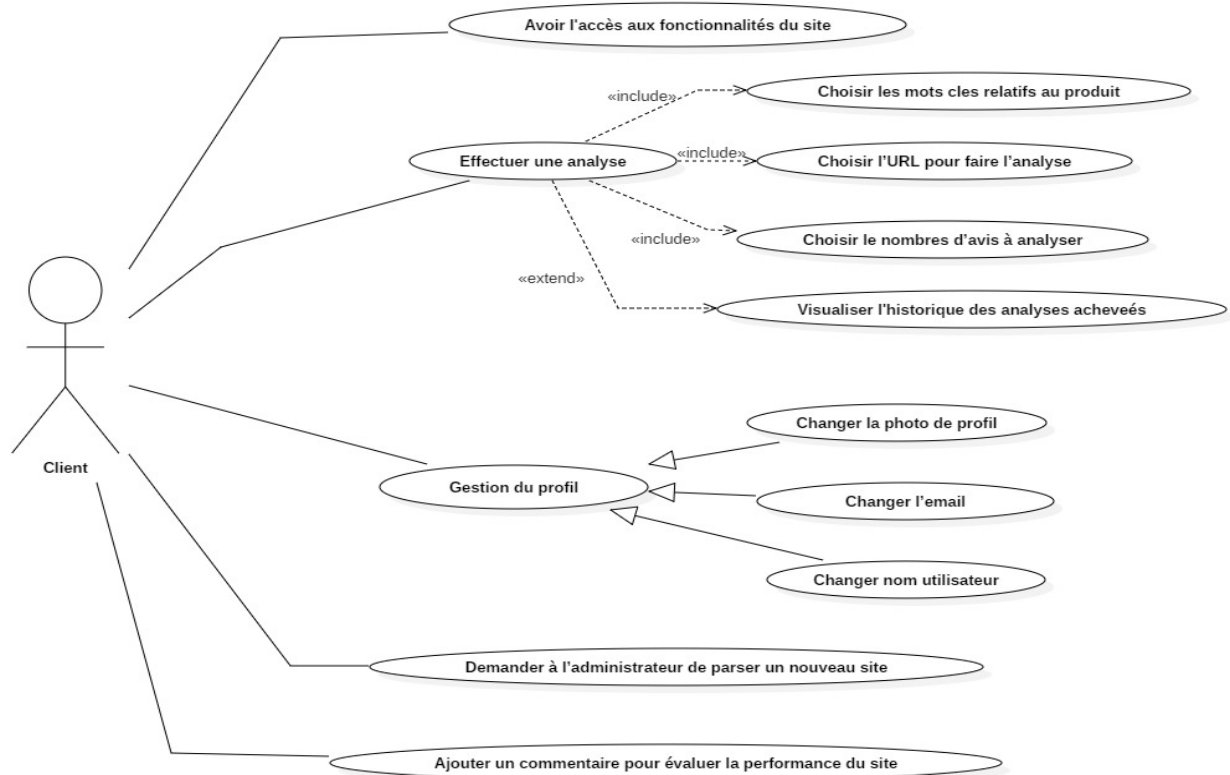 Avoir l'accès aux fonctionnalités du site
«include»
Choisir les mots cles relatifs au produit
Effectuer une analyse
«include»
Choisir l’URL pour faire l’analyse
«include»
Choisir le nombres d’avis à analyser
«extend»
Visualiser l'historique des analyses acheveés
Changer la photo de profil
Client
Gestion du profil
Changer l’email
Changer nom utilisateur
Demander à l’administrateur de parser un nouveau site
Ajouter un commentaire pour évaluer la performance du site